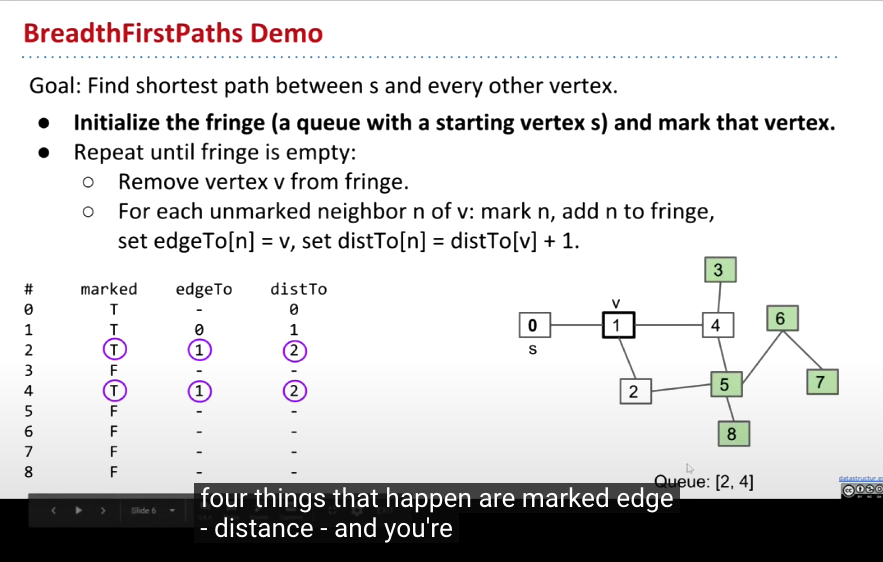 BreadthFirstPaths Demo
Goal: Find shortest path between s and every other vertex.
● Initialize the fringe (a queue with a starting vertex s) and mark that vertex.
● Repeat until fringe is empty:
○ Remove vertex v from fringe.
○ For each unmarked neighbor n of v: mark n, add n to fringe,
set edgeTo[n] = v, set distTo[n] = distTo[v] + 1.
# marked edgeTo distTo
0 T - 0
1 T 0 1
2 T 1 2
3 F - -
4 T 1 2
5 F - -
6 F - -
7 F - -
8 F - -
3
v
6
0 1 4
s
5 7
2
8
Queue: [2, 4]
four things that happen are marked edge
- distance - and you're
Slide 6